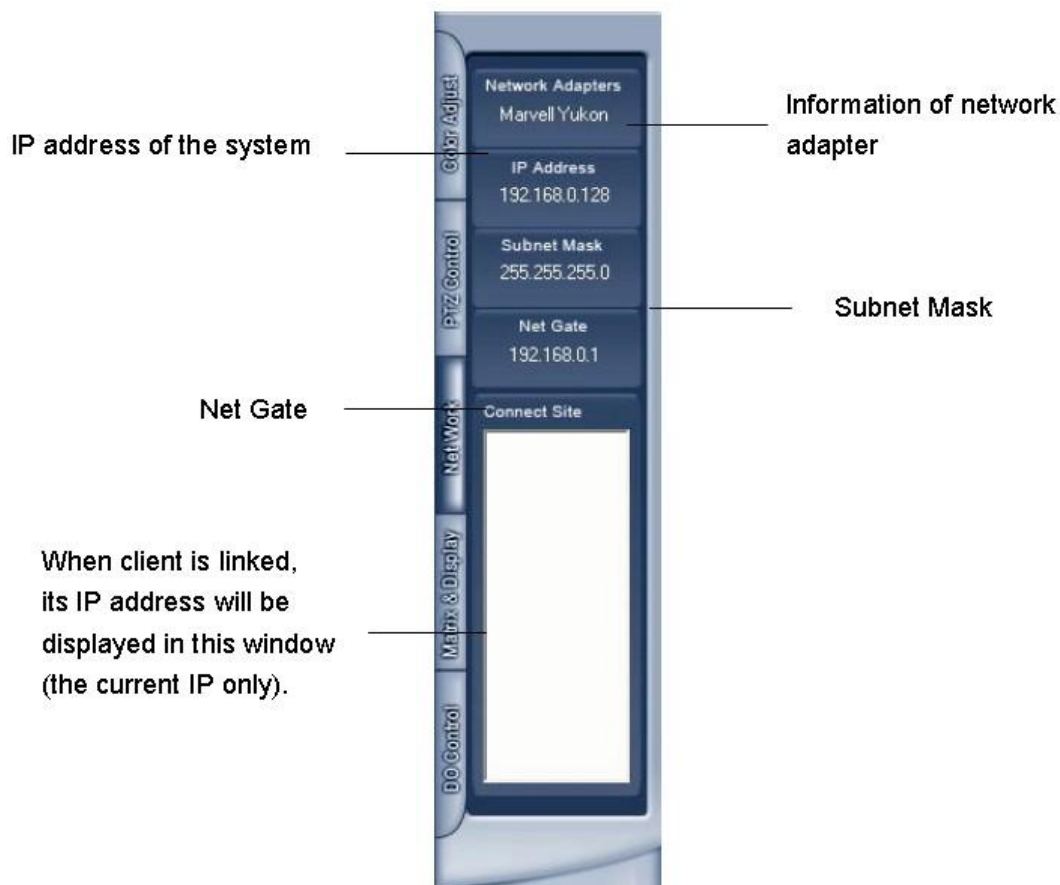 IP address of the system
Net Gate
When client is linked,
its IP address will be
displayed in this window
(the current IP only).
Color Adjust
PTZ Control
Net Work
Matrix & Display
DO Control
Network Adapters
Marvell Yukon
IP Address
192.168.0.128
Subnet Mask
255.255.255.0
Net Gate
192.168.0.1
Connect Site
Information of network
adapter
Subnet Mask